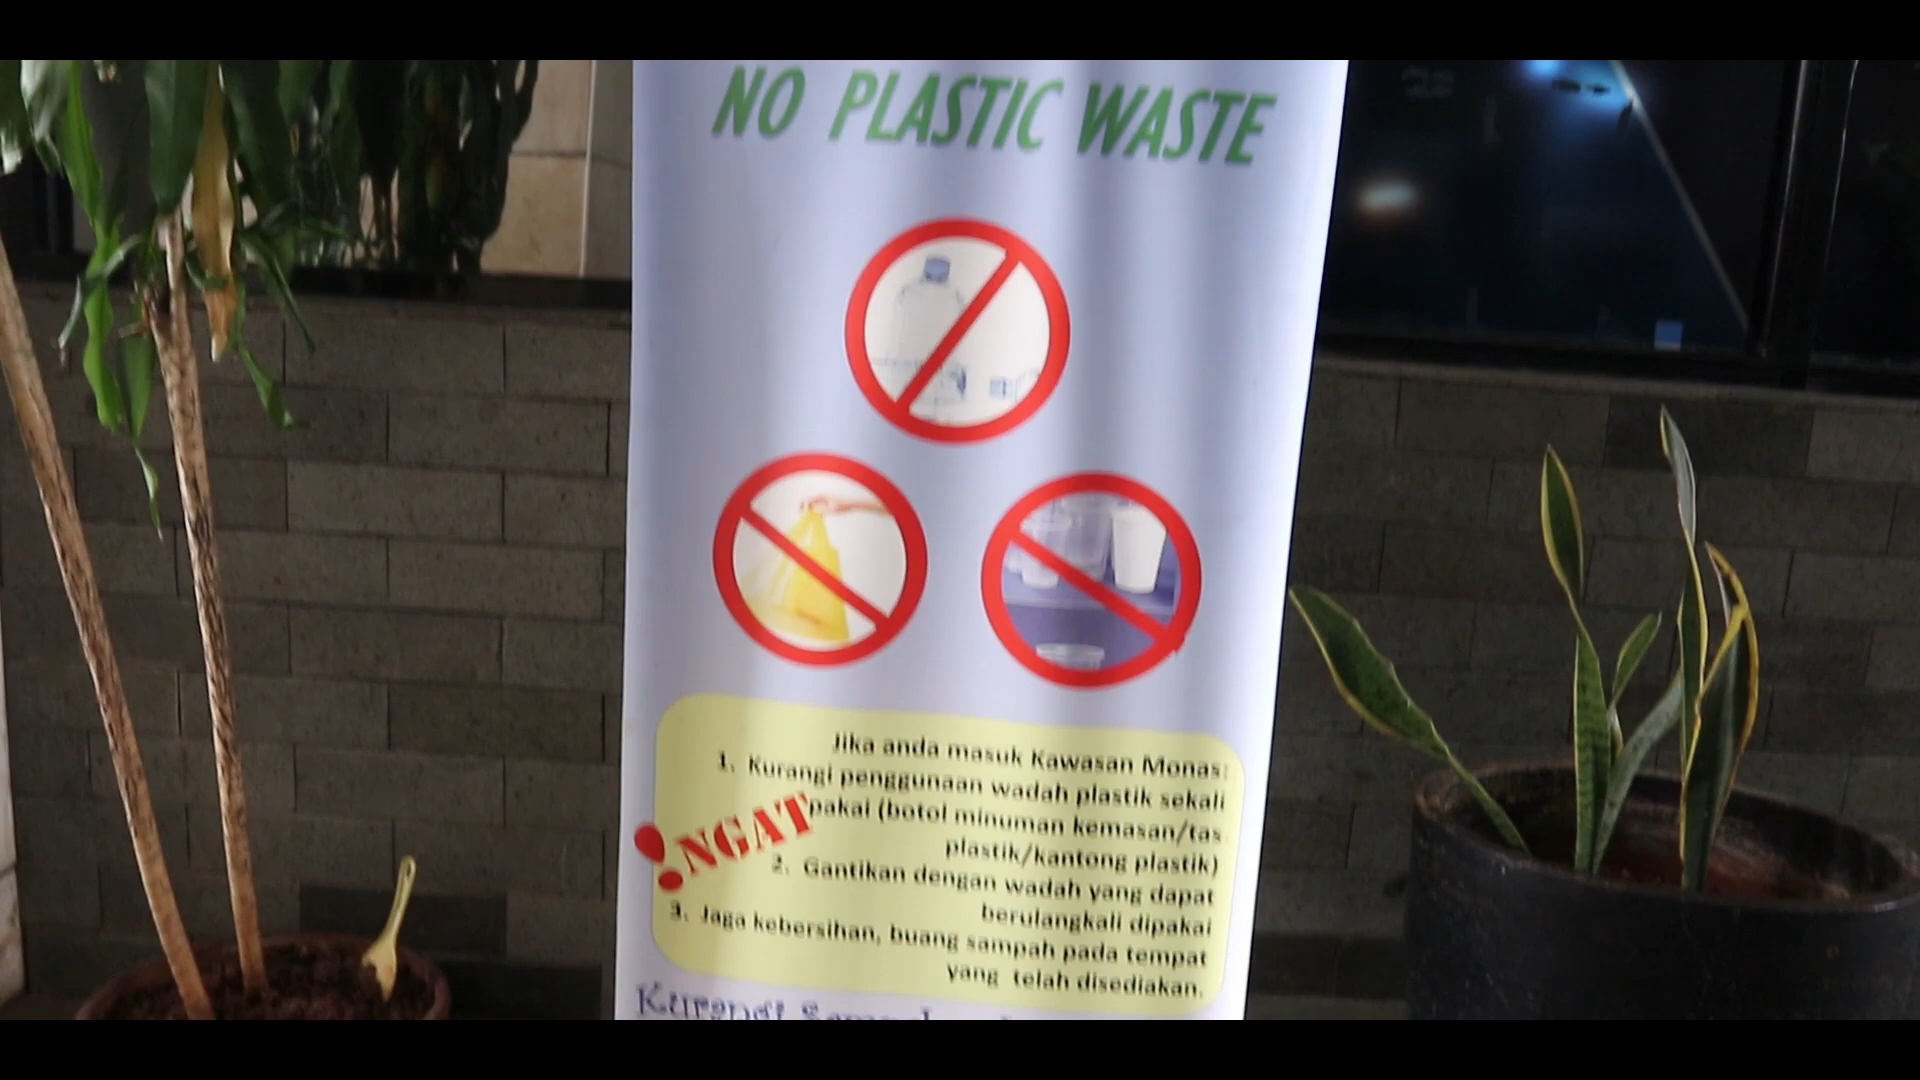 NO PLASTIC WASTE
Jika anda masuk Kawasan Monas:
1. Kurangi penggunaan wadah plastik sekali
pakai (botol minuman kemasan/tas
plastik/kantong plastik)
!NGAT
2. Gantikan dengan wadah yang dapat
berulangkali dipakai
3. Jaga kebersihan, buang sampah pada tempat
yang telah disediakan.
Kurangi